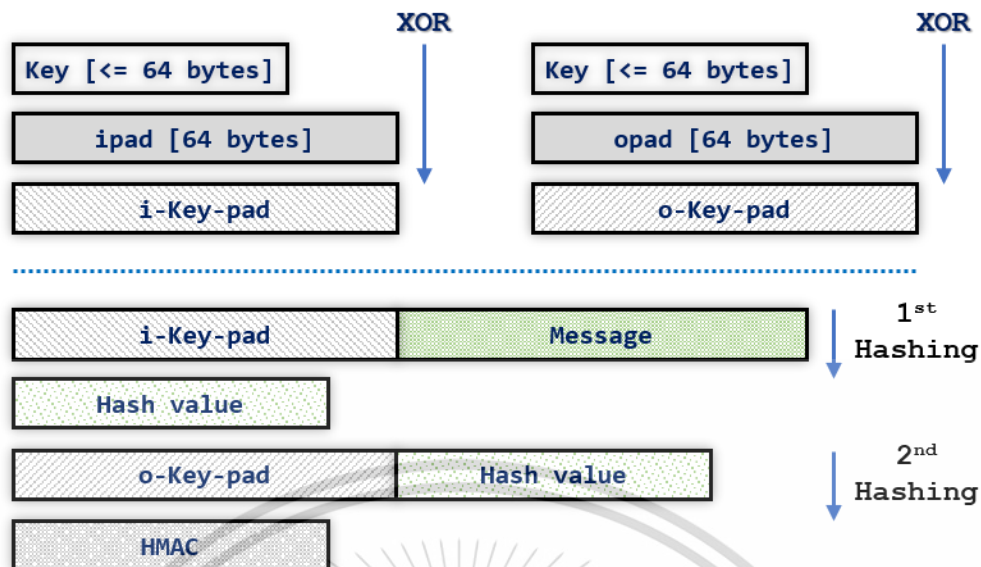 XOR XOR
Key [<= 64 bytes] Key [<= 64 bytes]
ipad [64 bytes] opad [64 bytes]
i-Key-pad o-Key-pad
i-Key-pad Message
1st
Hashing
Hash value
o-Key-pad Hash value
2nd
Hashing
HMAC